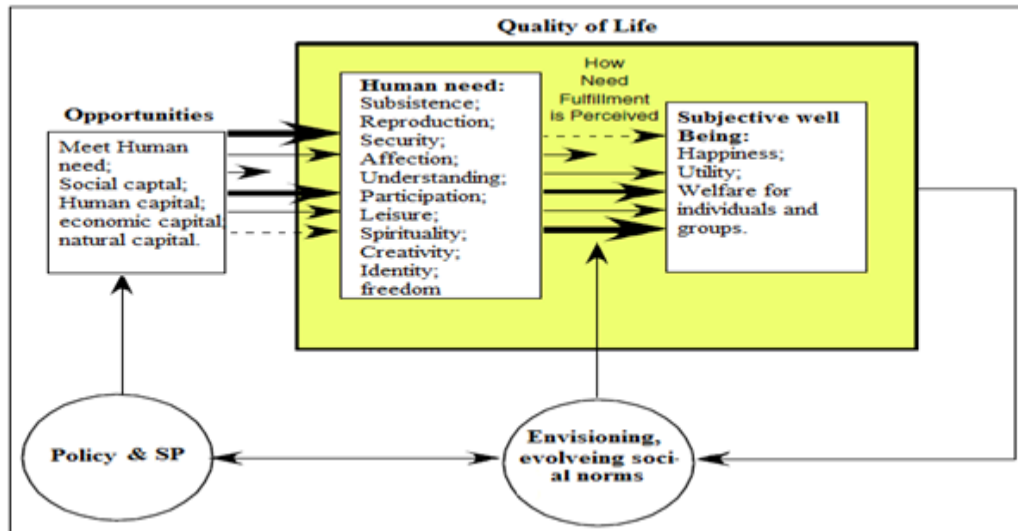 Quality of Life
How
Need
Fulfillment
is Perceived
Opportunities
Meet Human
need;
Social captal;
Human capital;
economic capital;
natural capital.
Human need:
Subsistence;
Reproduction;
Security;
Affection;
Understanding;
Participation;
Leisure;
Spirituality;
Creativity;
Identity;
freedom
Subjective well
Being:
Happiness;
Utility;
Welfare for
individuals and
groups.
Policy & SP
Envisioning,
evolveing soci-
al norms